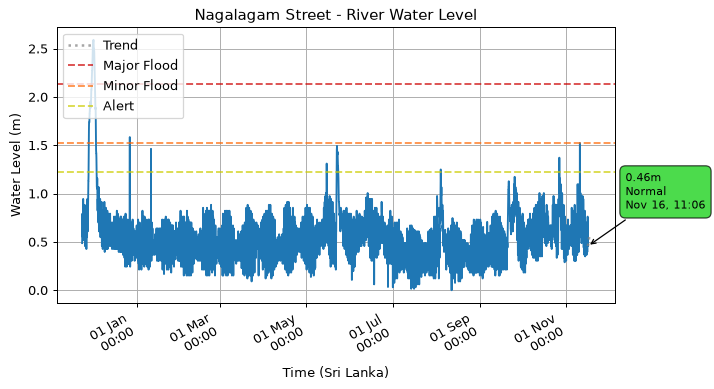 Nagalagam Street - River Water Level
Water Level (m)
2.5
2.0
1.5
1.0
0.5
0.0
Trend
Major Flood
Minor Flood
Alert
0.46m
Normal
Nov 16, 11:06
01 Jan
00:00
01 Mar
00:00
01 May
00:00
01 Jul
00:00
01 Sep
00:00
01 Nov
00:00
Time (Sri Lanka)